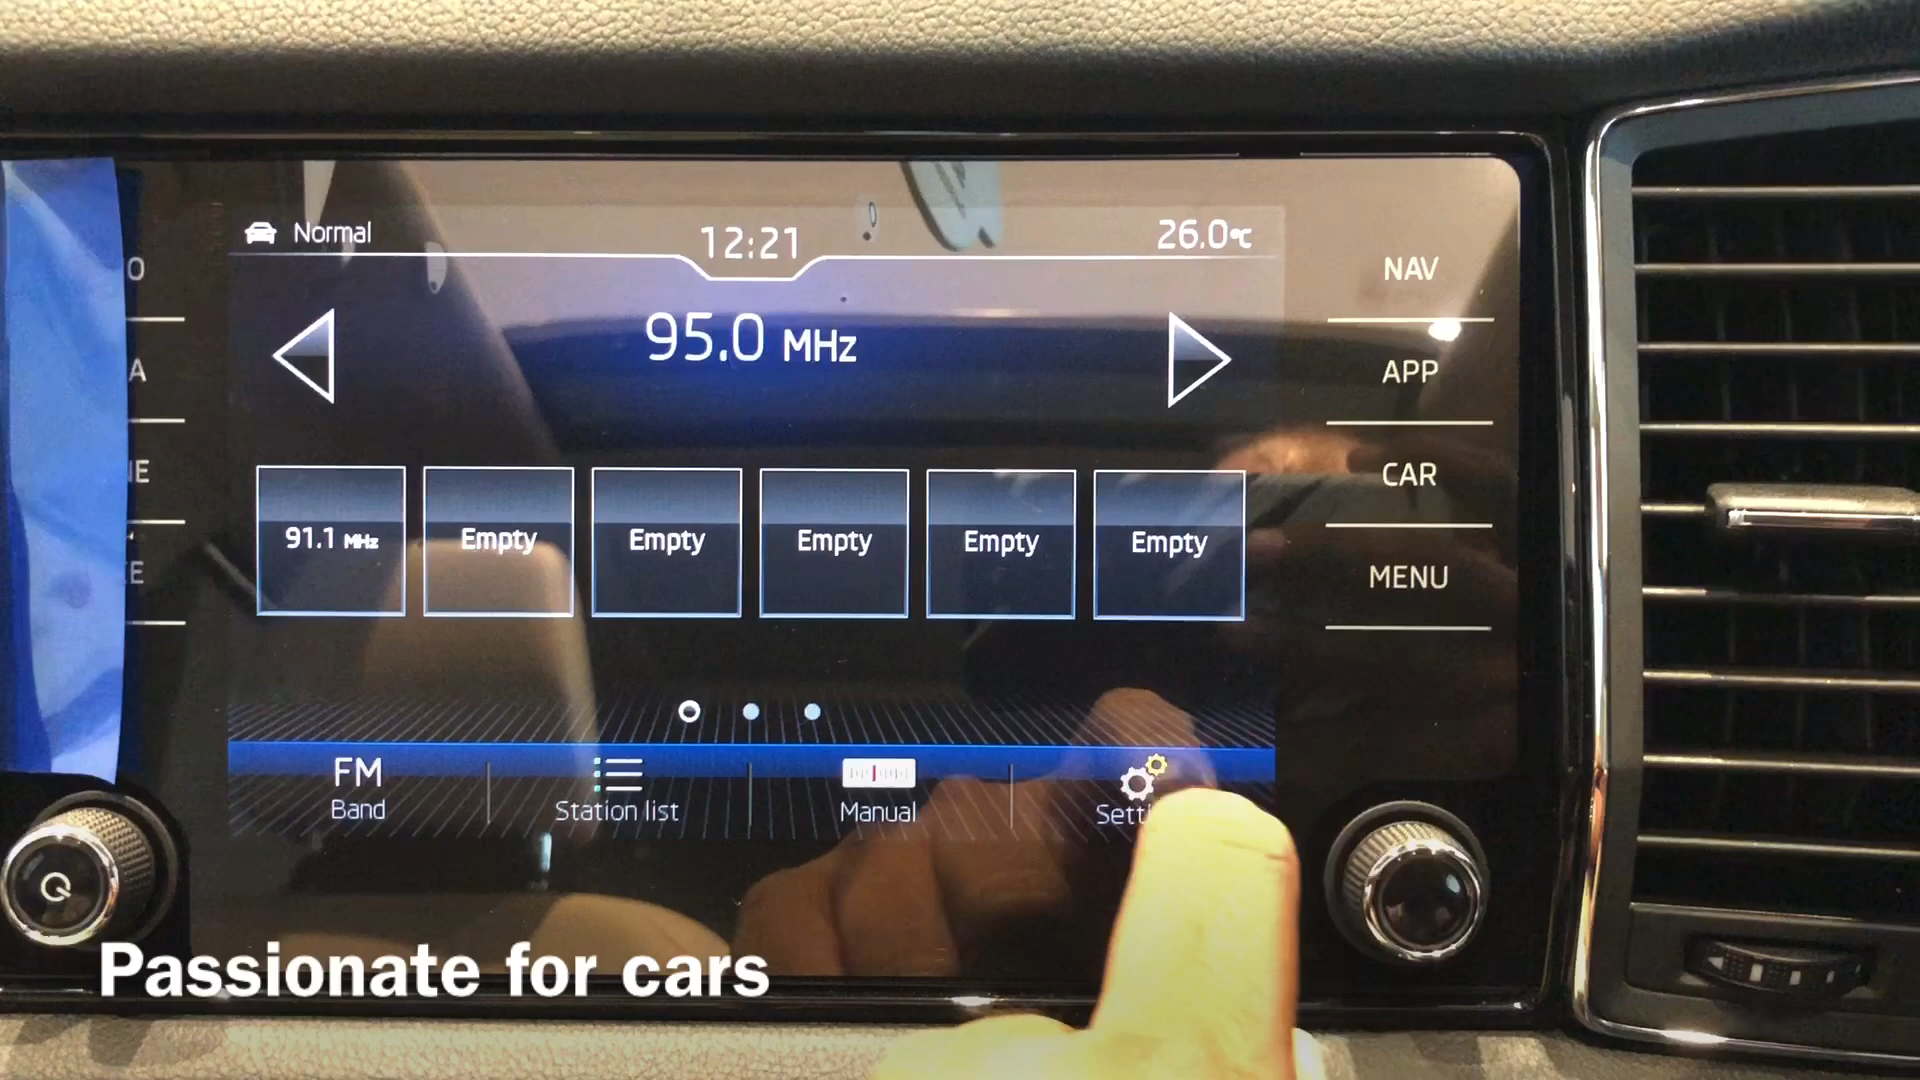 Normal
12:21
26.0°C
95.0 MHz
NAV
APP
CAR
MENU
91.1 MHz
Empty
Empty
Empty
Empty
Empty
FM
Band
Station list
Manual
Passionate for cars